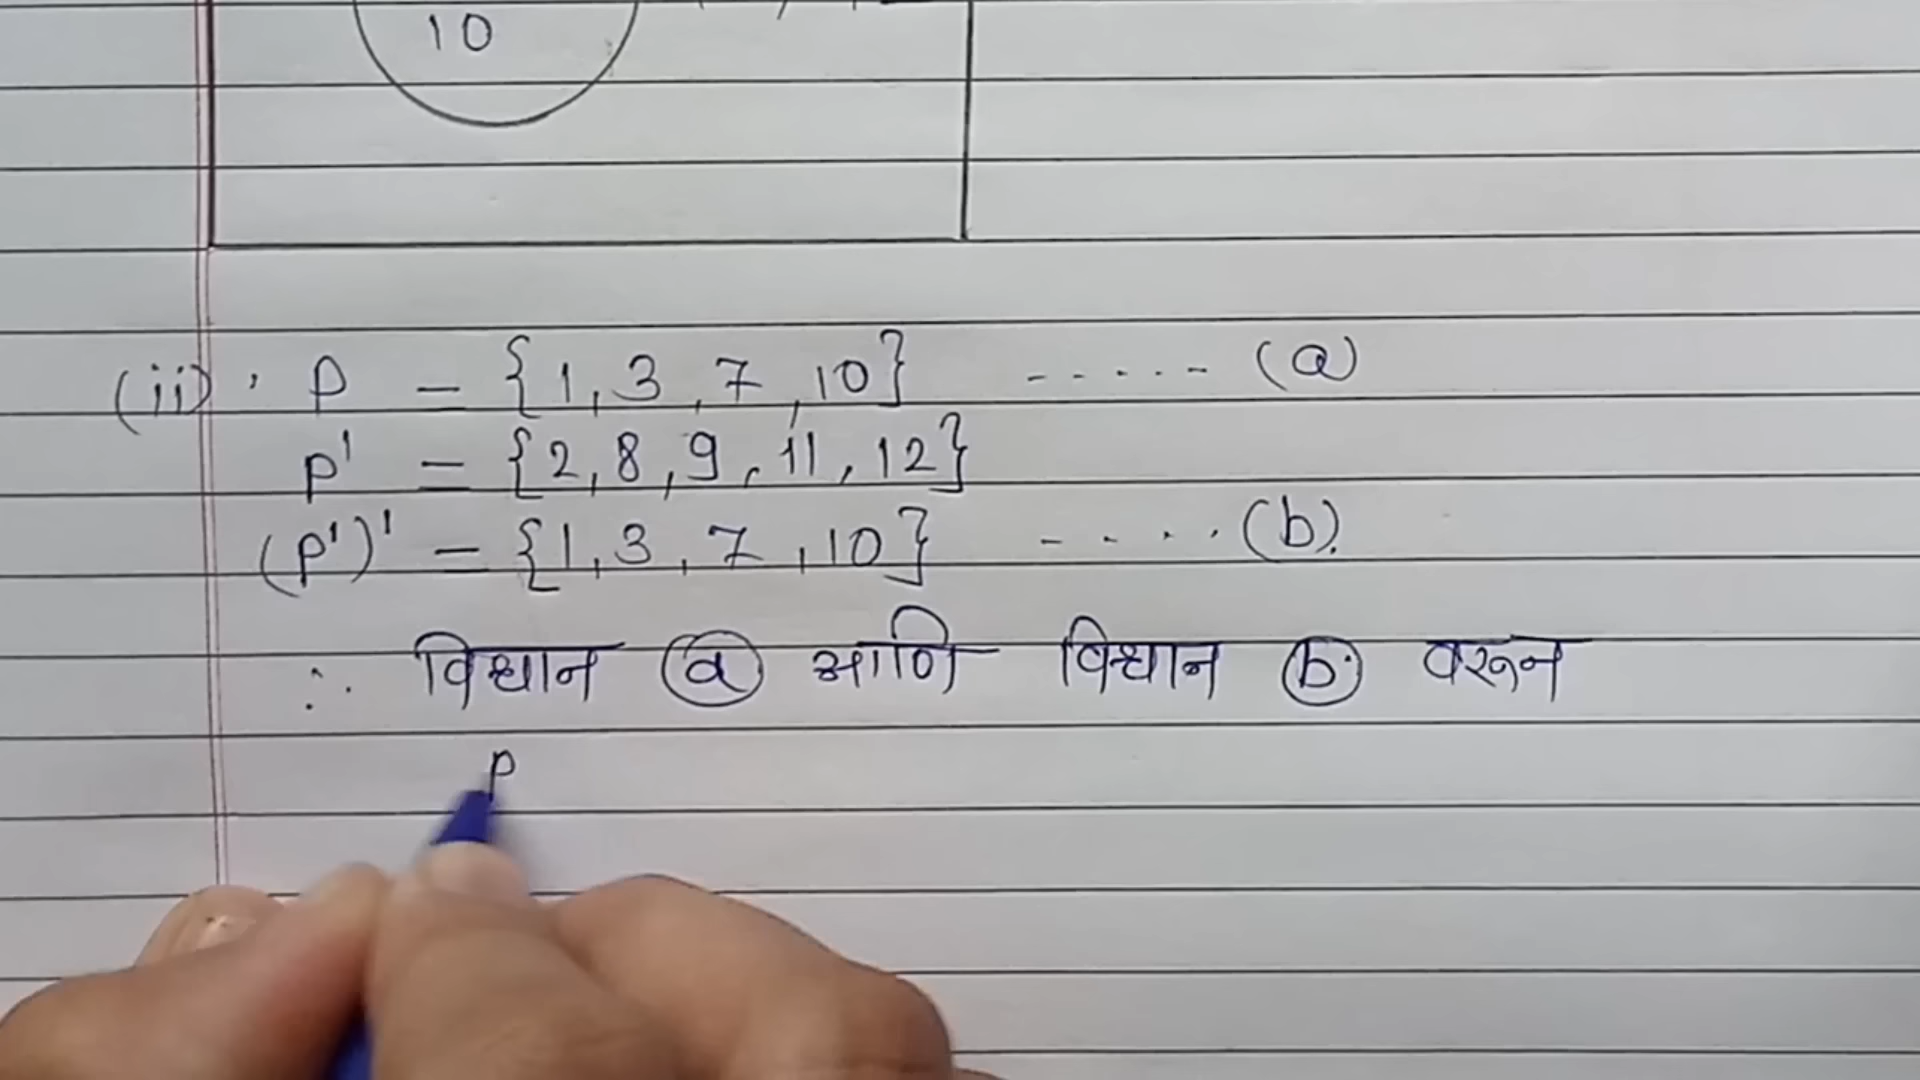 10
(ii). P = {1, 3, 7, 10} ----- (a)
P' = {2, 8, 9, 11, 12}
(P')' = {1, 3, 7, 10} ---- (b).
∴ विधान ⓐ आणि विधान ⓑ वरून
P